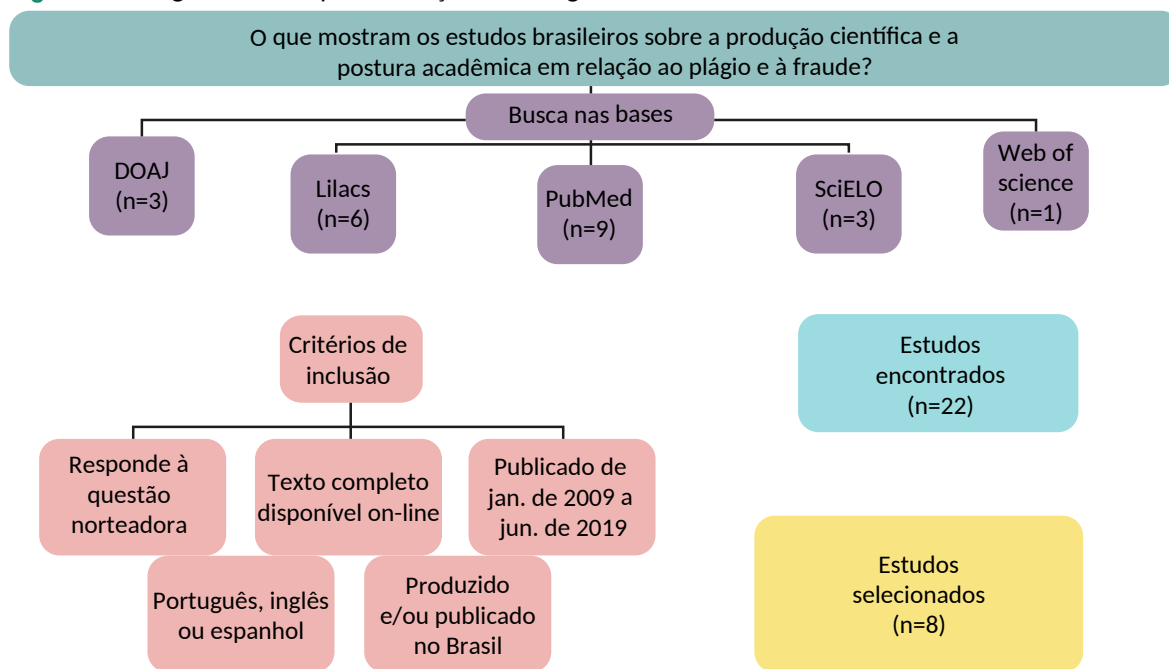 O que mostram os estudos brasileiros sobre a produção científica e a
postura acadêmica em relação ao plágio e à fraude?
Busca nas bases
DOAJ
(n=3)
Lilacs
(n=6)
PubMed
(n=9)
SciELO
(n=3)
Web of
science
(n=1)
Critérios de
inclusão
Responde à
questão
norteadora
Texto completo
disponível on-line
Publicado de
jan. de 2009 a
jun. de 2019
Português, inglês
ou espanhol
Produzido
e/ou publicado
no Brasil
Estudos
encontrados
(n=22)
Estudos
selecionados
(n=8)